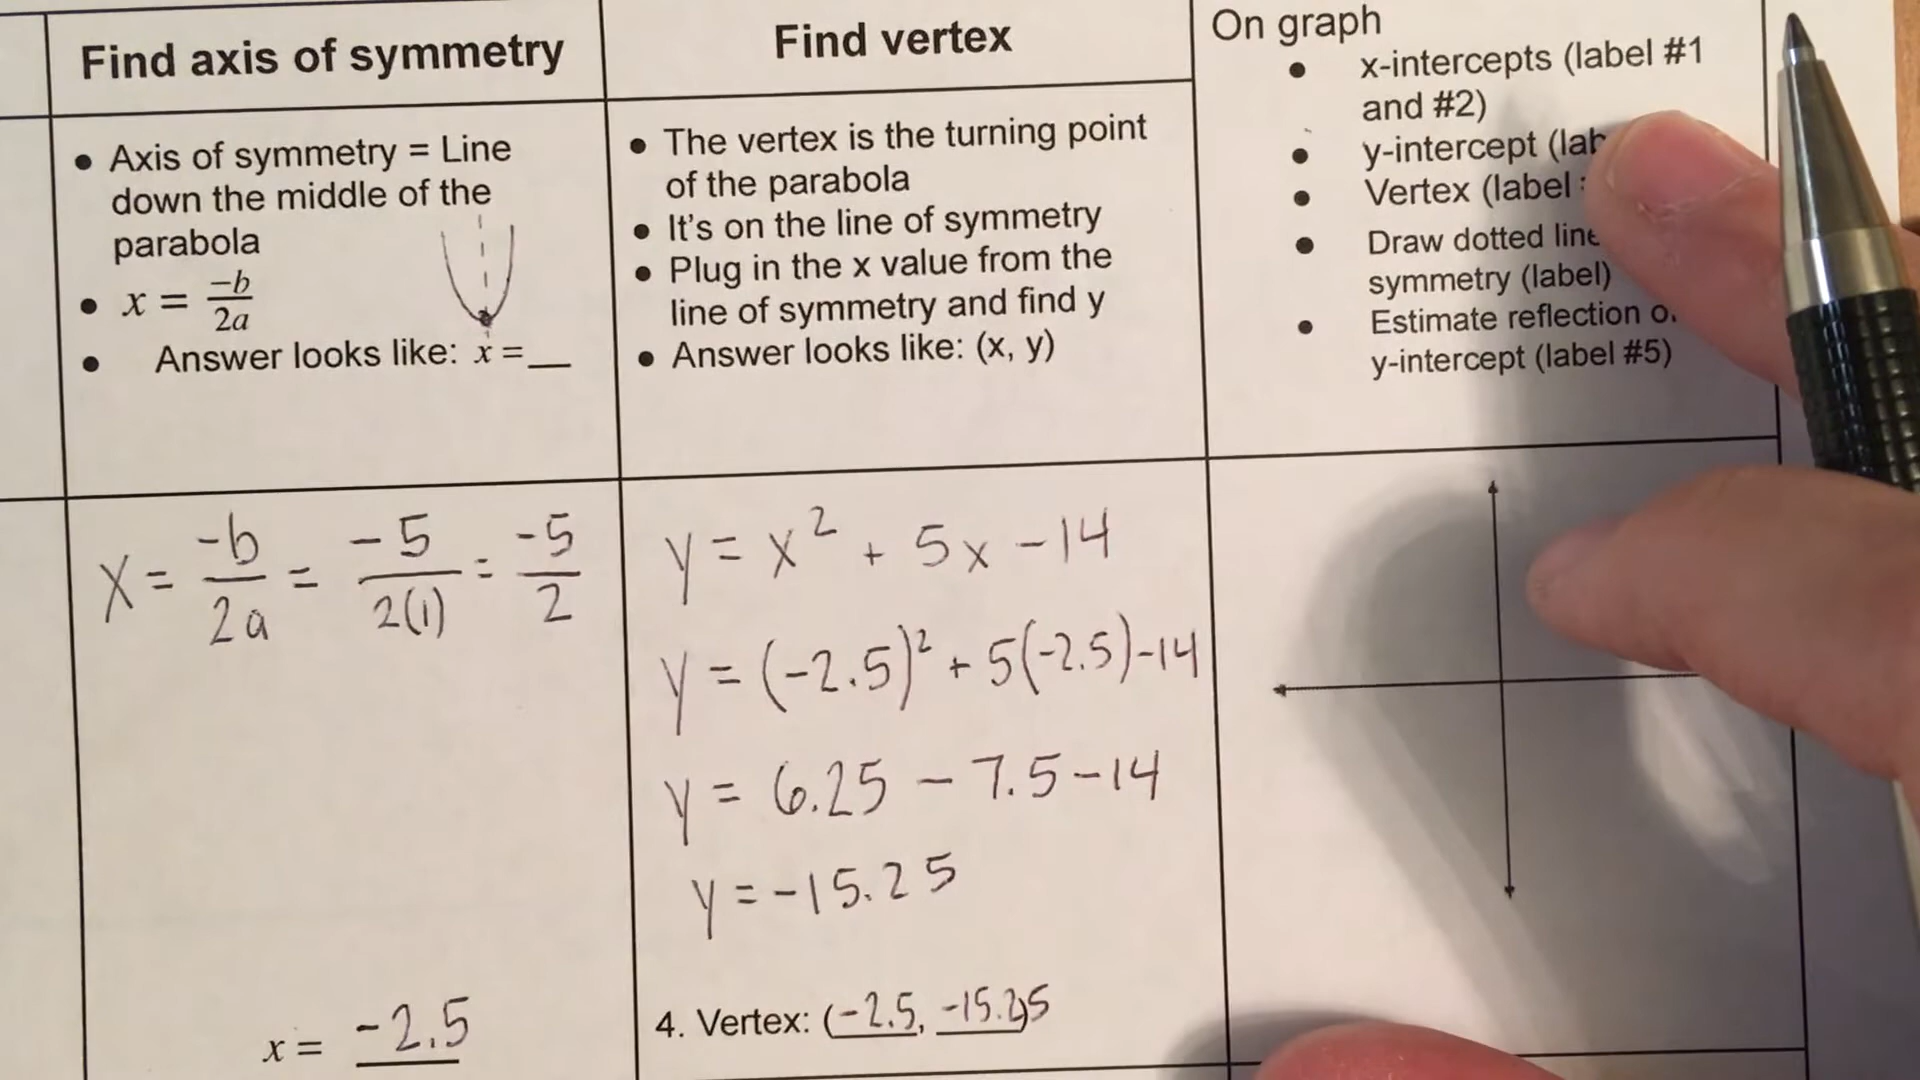 Find axis of symmetry
● Axis of symmetry = Line
down the middle of the
parabola
● x = -b/2a
● Answer looks like: x = __
X = -b/2a = -5/2(1) = -5/2
x = -2.5
Find vertex
● The vertex is the turning point
of the parabola
● It's on the line of symmetry
● Plug in the x value from the
line of symmetry and find y
● Answer looks like: (x, y)
y = x² + 5x - 14
y = (-2.5)² + 5(-2.5) - 14
y = 6.25 - 7.5 - 14
y = -15.25
4. Vertex: (-2.5, -15.25)
On graph
● x-intercepts (label #1
and #2)
● y-intercept
● Vertex (label
● Draw dotted line
symmetry (label)
● Estimate reflection
y-intercept (label #5)